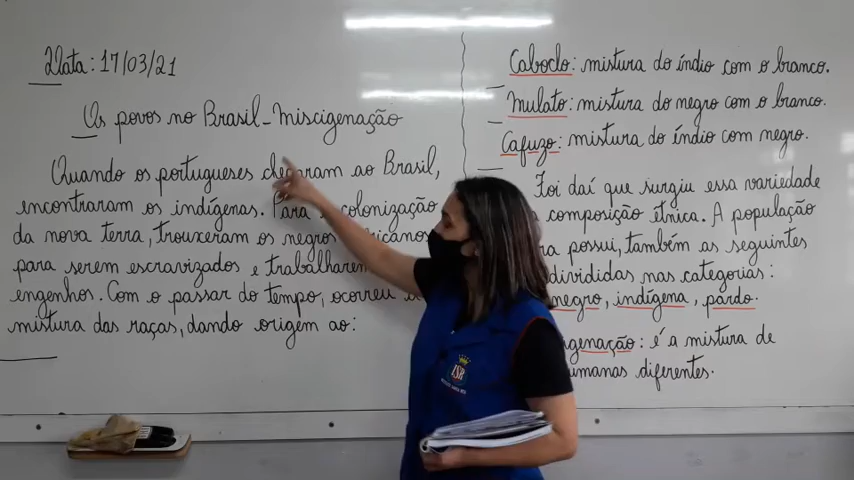 Data: 17/03/21
Os povos no Brasil - Miscigenação
Quando os portugueses chegaram ao Brasil,
encontraram os indígenas. Para a colonização
da nova terra, trouxeram os negros
para serem escravizados e trabalharem
engenhos. Com o passar do tempo, ocorreu a
mistura das raças, dando origem ao:
Caboclo: mistura do índio com o branco.
Mulato: mistura do negro com o branco.
Cafuzo: mistura do índio com negro.
Foi daí que surgiu essa variedade
composição étnica. A população
possui, também, as seguintes
divididas nas categorias:
negro, indígena, pardo.
é a mistura de
humanas diferentes.